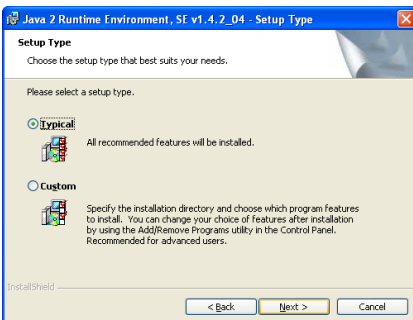 Java 2 Runtime Environment, SE v1.4.2_04 - Setup Type
Setup Type
Choose the setup type that best suits your needs.
Please select a setup type.
Typical
All recommended features will be installed.
Custom
Specify the installation directory and choose which program features
to install. You can change your choice of features after installation
by using the Add/Remove Programs utility in the Control Panel.
Recommended for advanced users.
InstallShield
< Back
Next >
Cancel